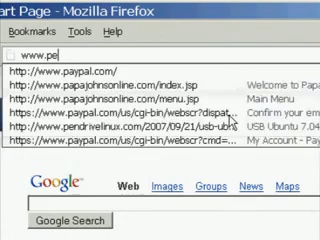 art Page - Mozilla Firefox
Bookmarks Tools Help
www.pe
http://www.paypal.com/
http://www.papajohnsonline.com/index.jsp Welcome to Papa
http://www.papajohnsonline.com/menu.jsp Main Menu
https://www.paypal.com/us/cgi-bin/webscr?dispat... Confirm your em
http://www.pendrivelinux.com/2007/09/21/usb-ubu USB Ubuntu 7.04
https://www.paypal.com/us/cgi-bin/webscr?cmd=... My Account - Pay
Google Web Images Groups News Maps
Google Search